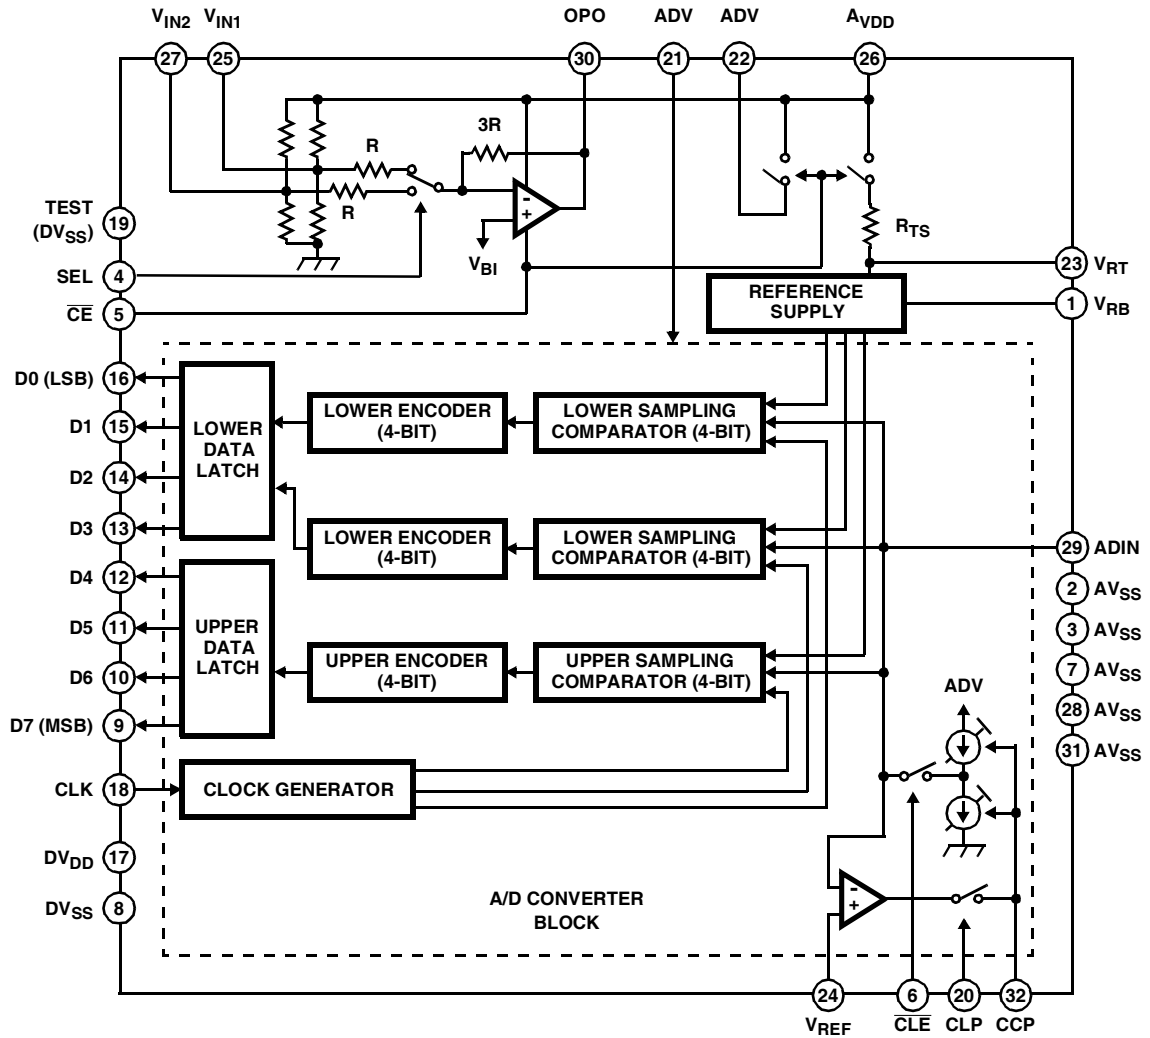 VIN2 VIN1 OPO ADV ADV AVDD
27 25 30 21 22 26
3R
R
R
TEST
(DVSS)
19
RTS
SEL 4
VBI
23 VRT
CE 5
REFERENCE
SUPPLY
1 VRB
D0 (LSB) 16
D1 15
D2 14
D3 13
LOWER
DATA
LATCH
LOWER ENCODER
(4-BIT)
LOWER SAMPLING
COMPARATOR (4-BIT)
LOWER ENCODER
(4-BIT)
LOWER SAMPLING
COMPARATOR (4-BIT)
29 ADIN
D4 12
D5 11
D6 10
D7 (MSB) 9
UPPER
DATA
LATCH
UPPER ENCODER
(4-BIT)
UPPER SAMPLING
COMPARATOR (4-BIT)
2 AVSS
3 AVSS
7 AVSS
28 AVSS
31 AVSS
ADV
CLK 18
CLOCK GENERATOR
DVDD 17
DVSS 8
A/D CONVERTER
BLOCK
24 6 20 32
VREF CLE CLP CCP